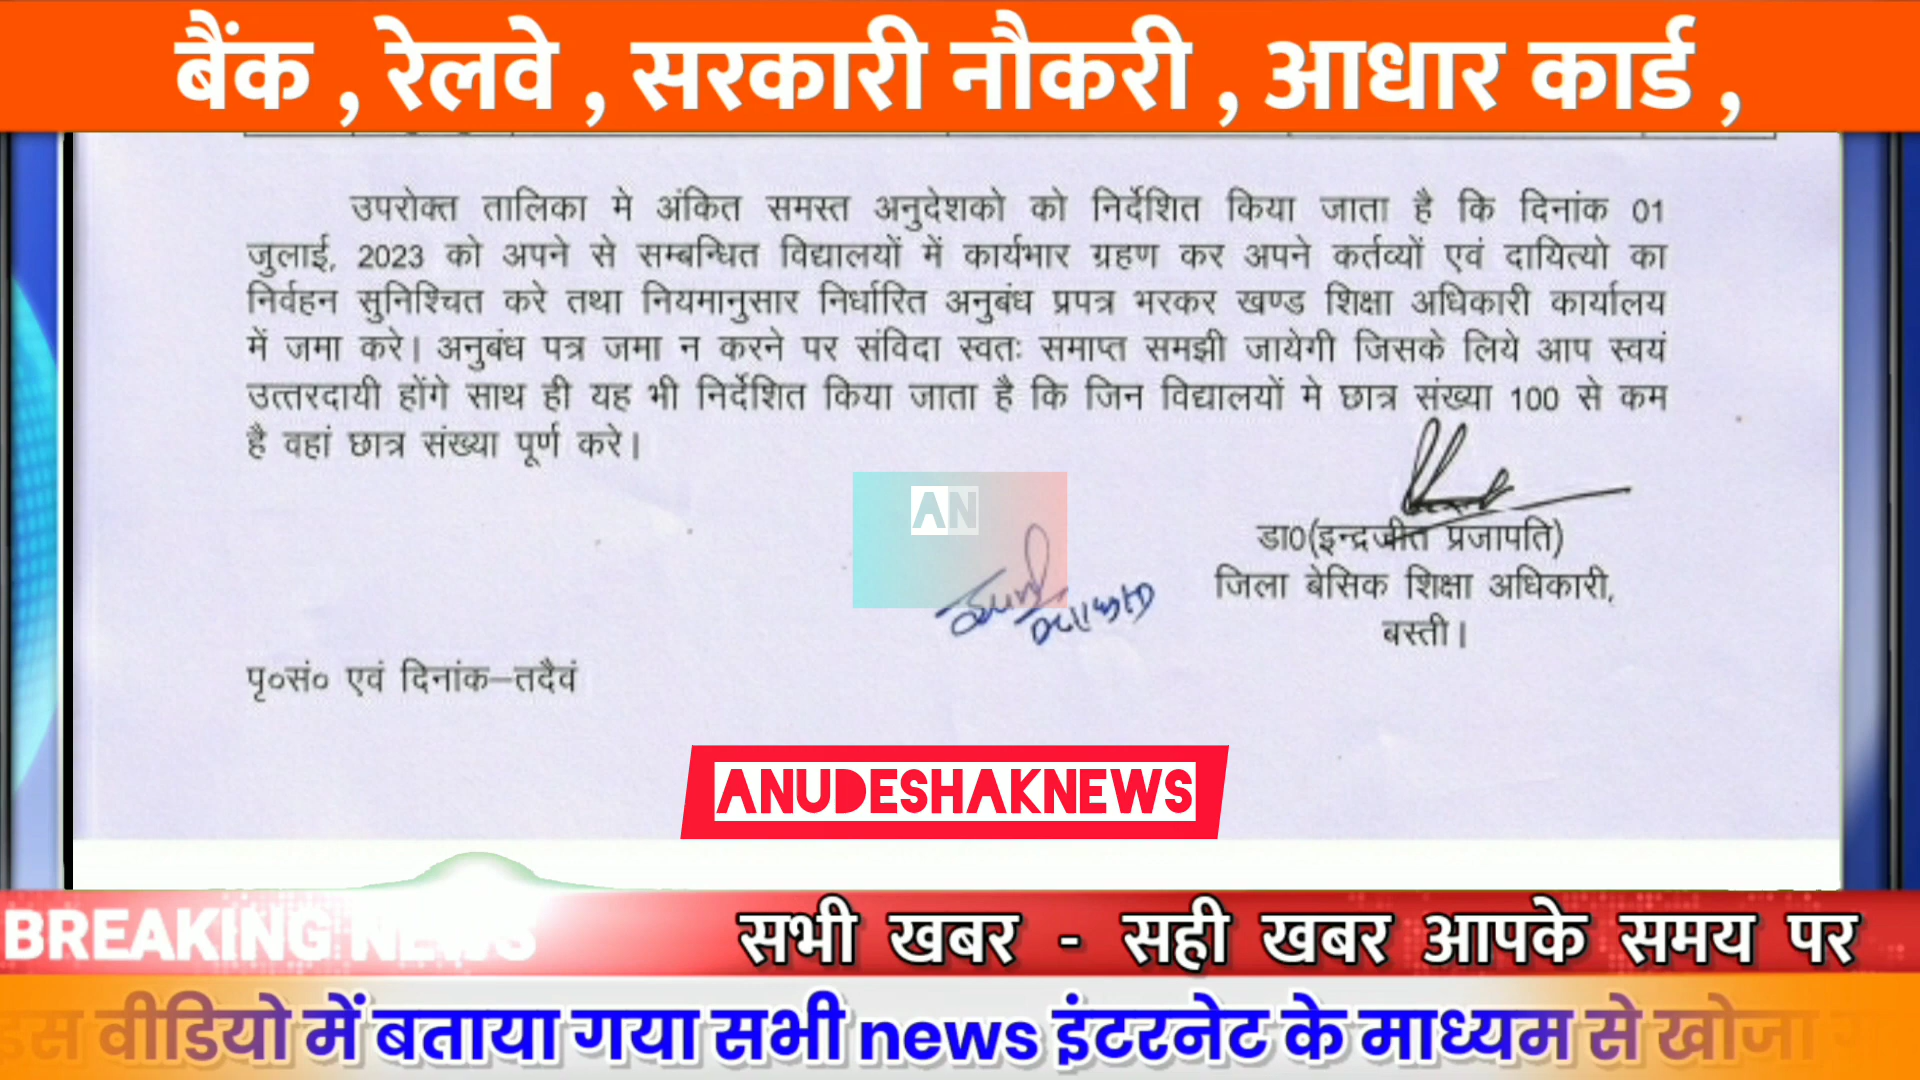 बैंक , रेलवे , सरकारी नौकरी , आधार कार्ड ,
उपरोक्त तालिका मे अंकित समस्त अनुदेशको को निर्देशित किया जाता है कि दिनांक 01
जुलाई, 2023 को अपने से सम्बन्धित विद्यालयों में कार्यभार ग्रहण कर अपने कर्तव्यों एवं दायित्यो का
निर्वहन सुनिश्चित करे तथा नियमानुसार निर्धारित अनुबंध प्रपत्र भरकर खण्ड शिक्षा अधिकारी कार्यालय
में जमा करे। अनुबंध पत्र जमा न करने पर संविदा स्वतः समाप्त समझी जायेगी जिसके लिये आप स्वयं
उत्तरदायी होंगे साथ ही यह भी निर्देशित किया जाता है कि जिन विद्यालयों मे छात्र संख्या 100 से कम
है वहां छात्र संख्या पूर्ण करे।
AN
डा0(इन्द्रजीत प्रजापति)
जिला बेसिक शिक्षा अधिकारी,
बस्ती।
पृ०सं० एवं दिनांक–तदैवं
ANUDESHAKNEWS
BREAKING NEWS
सभी खबर - सही खबर आपके समय पर
इस वीडियो में बताया गया सभी news इंटरनेट के माध्यम से खोजा